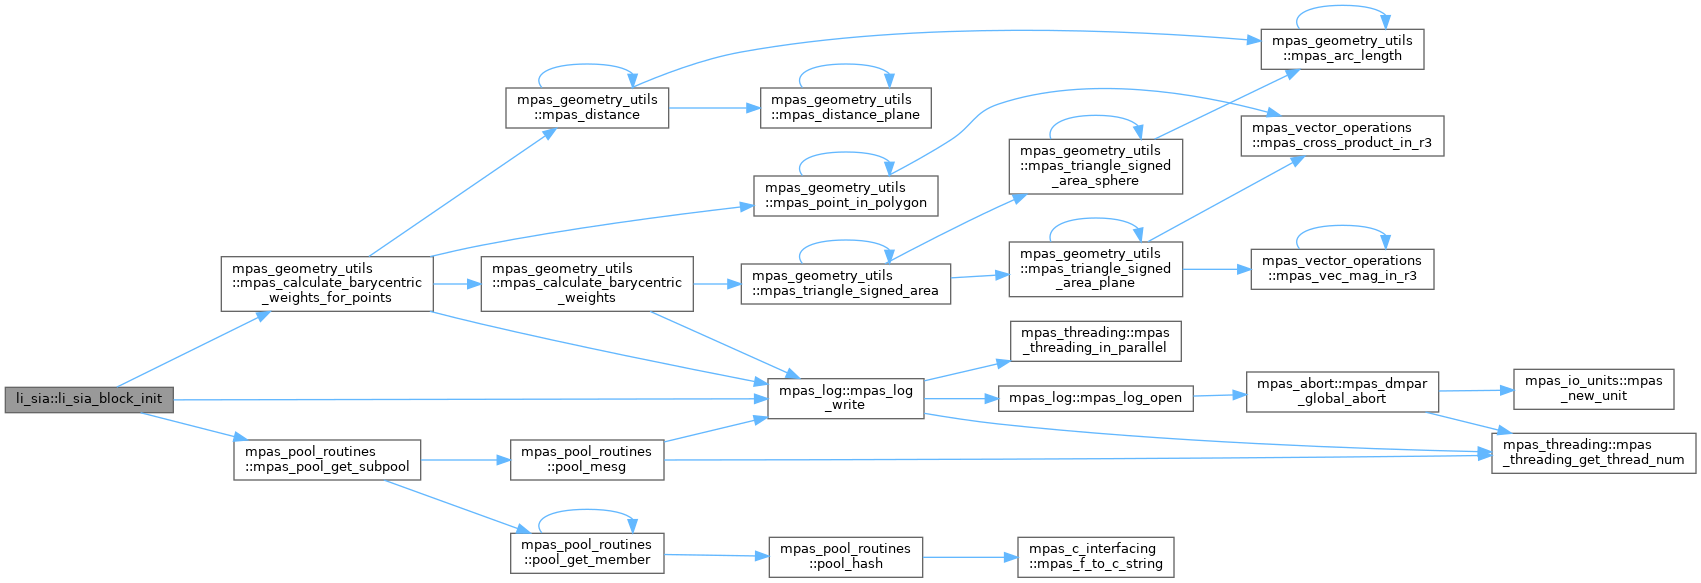 mpas_geometry_utils
::mpas_arc_length
mpas_geometry_utils
::mpas_distance
mpas_geometry_utils
::mpas_distance_plane
mpas_vector_operations
::mpas_cross_product_in_r3
mpas_geometry_utils
::mpas_triangle_signed
_area_sphere
mpas_geometry_utils
::mpas_point_in_polygon
mpas_geometry_utils
::mpas_calculate_barycentric
_weights_for_points
mpas_geometry_utils
::mpas_calculate_barycentric
_weights
mpas_geometry_utils
::mpas_triangle_signed_area
mpas_geometry_utils
::mpas_triangle_signed
_area_plane
mpas_vector_operations
::mpas_vec_mag_in_r3
mpas_threading::mpas
_threading_in_parallel
li_sia::li_sia_block_init
mpas_log::mpas_log
_write
mpas_log::mpas_log_open
mpas_abort::mpas_dmpar
_global_abort
mpas_io_units::mpas
_new_unit
mpas_pool_routines
::mpas_pool_get_subpool
mpas_pool_routines
::pool_mesg
mpas_threading::mpas
_threading_get_thread_num
mpas_pool_routines
::pool_get_member
mpas_pool_routines
::pool_hash
mpas_c_interfacing
::mpas_f_to_c_string